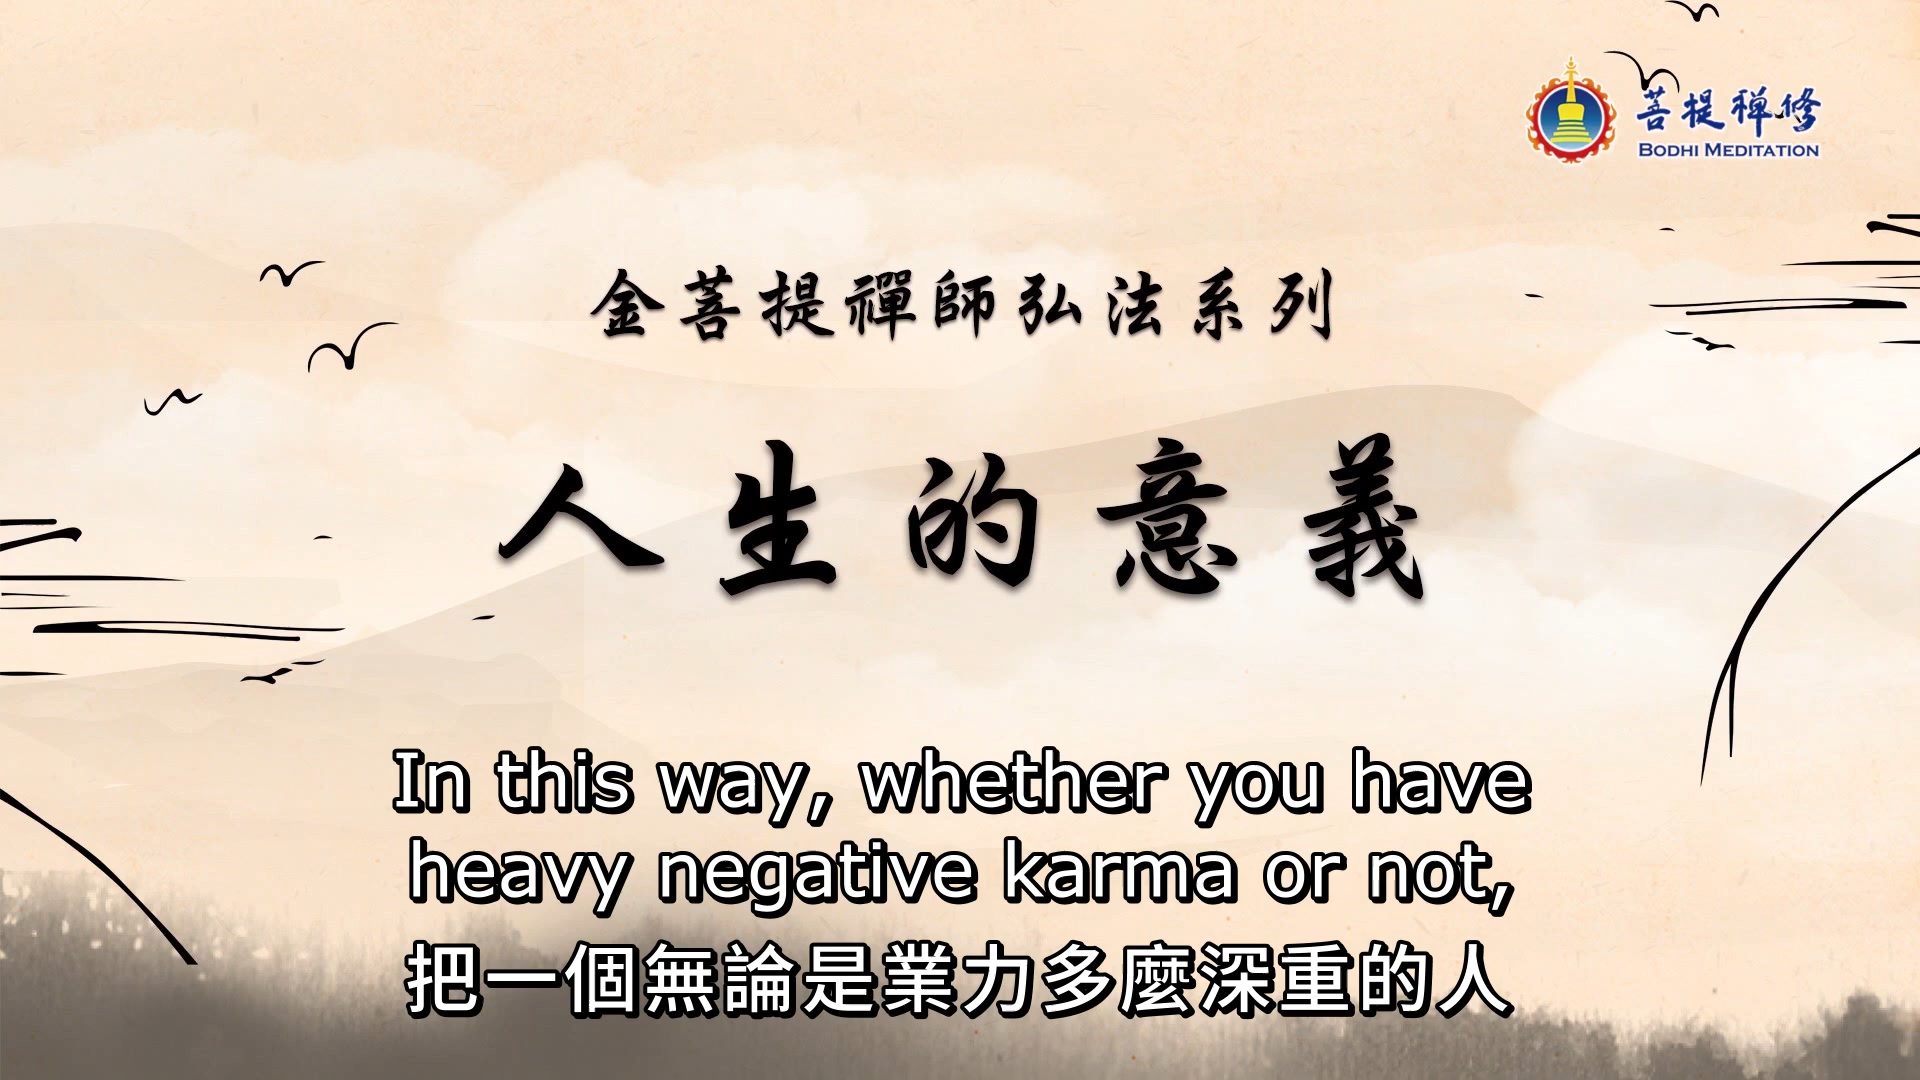 菩提禪修
BODHI MEDITATION
金菩提禪師弘法系列
人生的意義
In this way, whether you have
heavy negative karma or not,
把一個無論是業力多麼深重的人